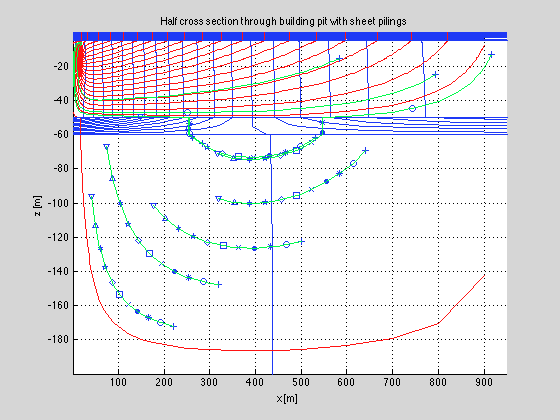 Half cross section through building pit with sheet pilings
-20
-40
-60
-80
-100
-120
-140
-160
-180
z [m]
100 200 300 400 500 600 700 800 900
x[m]